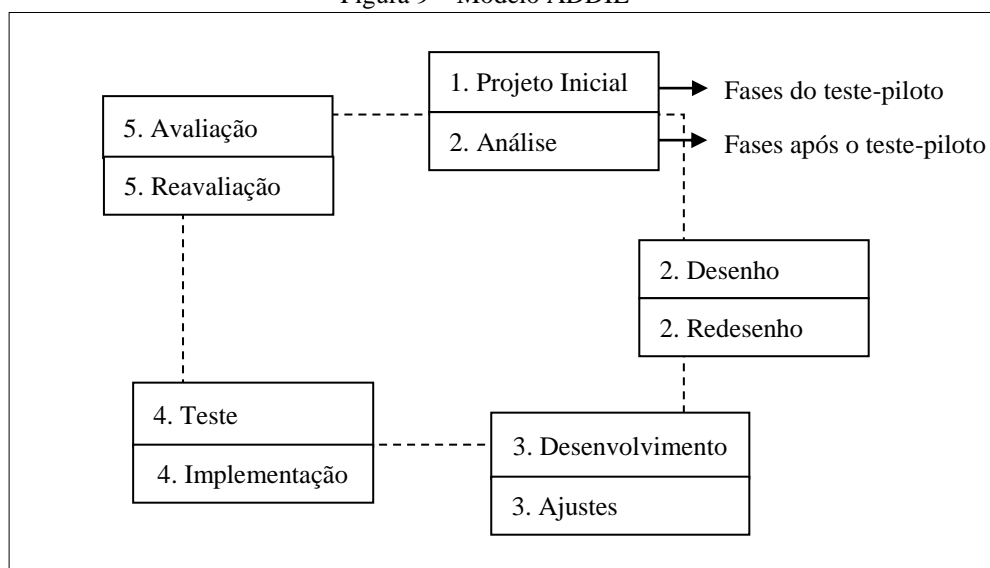 Figura 9 – Modelo ADDIE
1. Projeto Inicial
Fases do teste-piloto
2. Análise
Fases após o teste-piloto
5. Avaliação
5. Reavaliação
2. Desenho
2. Redesenho
4. Teste
4. Implementação
3. Desenvolvimento
3. Ajustes